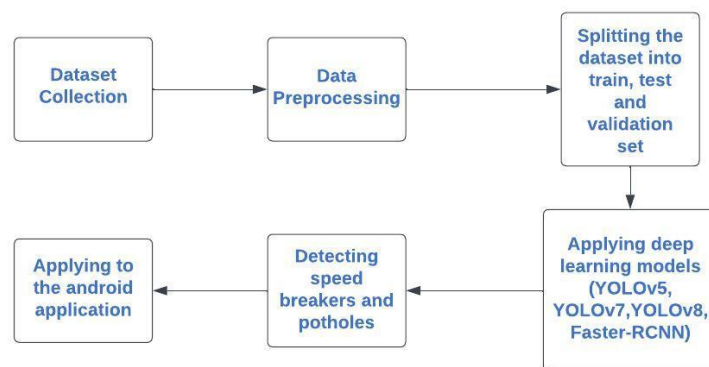 Dataset
Collection
Data
Preprocessing
Splitting the
dataset into
train, test
and
validation
set
Applying deep
learning models
(YOLOv5,
YOLOv7,YOLOv8,
Faster-RCNN)
Detecting
speed
breakers and
potholes
Applying to
the android
application